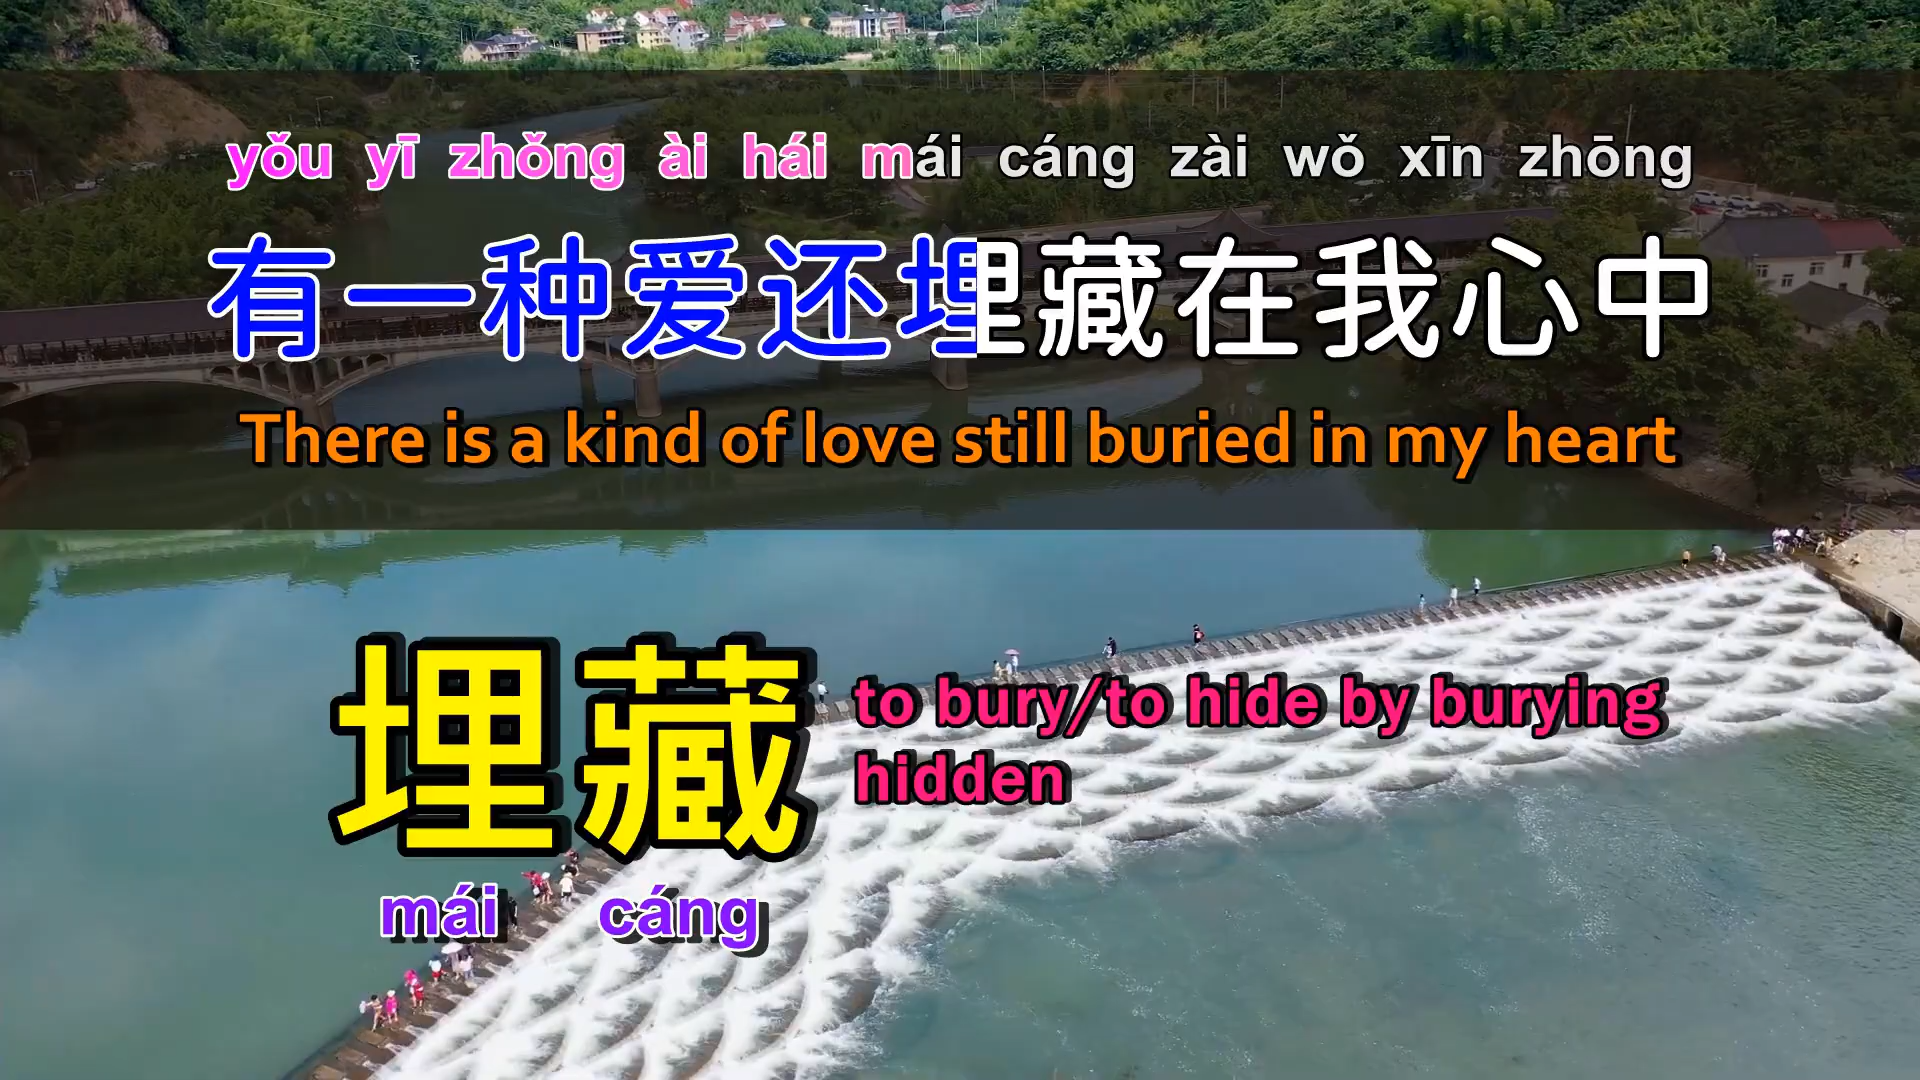 yǒu yī zhǒng ài hái mái cáng zài wǒ xīn zhōng
有一种爱还埋藏在我心中
There is a kind of love still buried in my heart
埋藏
mái cáng
to bury/to hide by burying
hidden